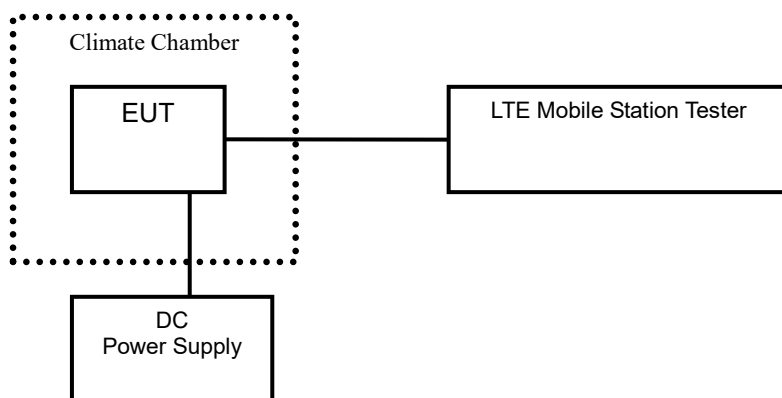 Climate Chamber
EUT
LTE Mobile Station Tester
DC
Power Supply